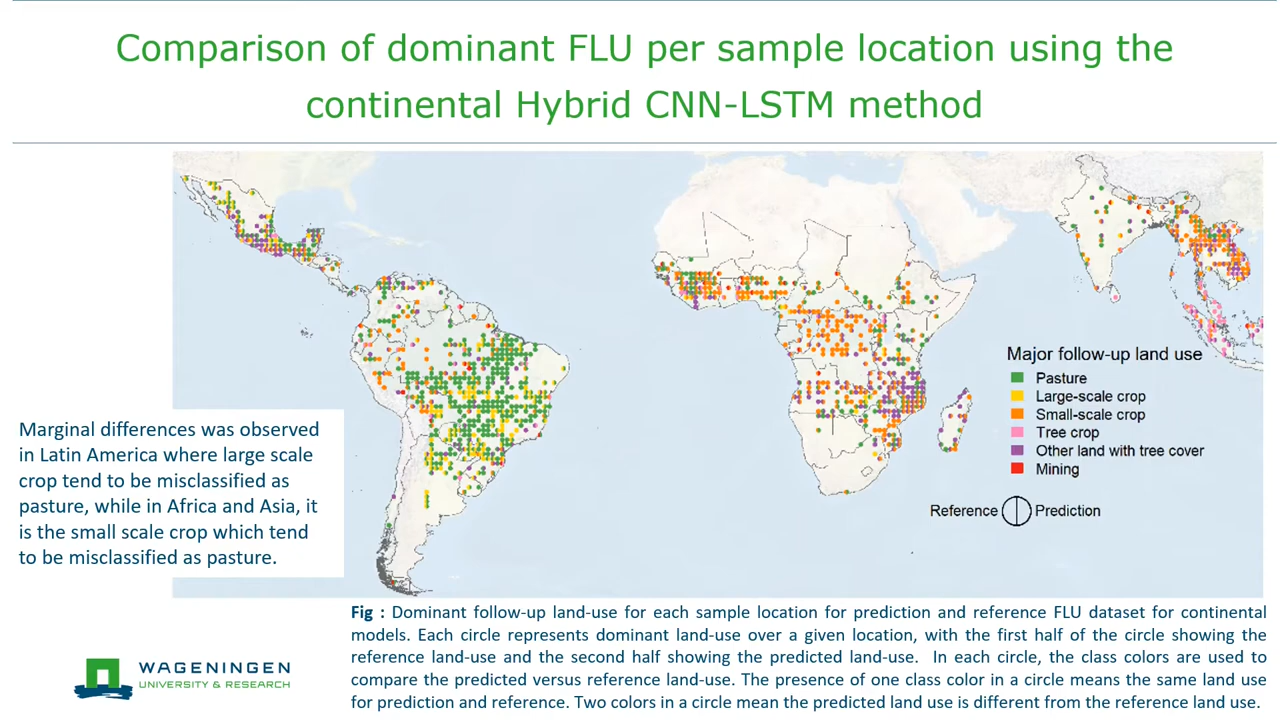 Comparison of dominant FLU per sample location using the
continental Hybrid CNN-LSTM method
Major follow-up land use
Pasture
Large-scale crop
Small-scale crop
Tree crop
Other land with tree cover
Mining
Reference
Prediction
Marginal differences was observed
in Latin America where large scale
crop tend to be misclassified as
pasture, while in Africa and Asia, it
is the small scale crop which tend
to be misclassified as pasture.
Fig : Dominant follow-up land-use for each sample location for prediction and reference FLU dataset for continental
models. Each circle represents dominant land-use over a given location, with the first half of the circle showing the
reference land-use and the second half showing the predicted land-use. In each circle, the class colors are used to
compare the predicted versus reference land-use. The presence of one class color in a circle means the same land use
for prediction and reference. Two colors in a circle mean the predicted land use is different from the reference land use.
WAGENINGEN
UNIVERSITY & RESEARCH